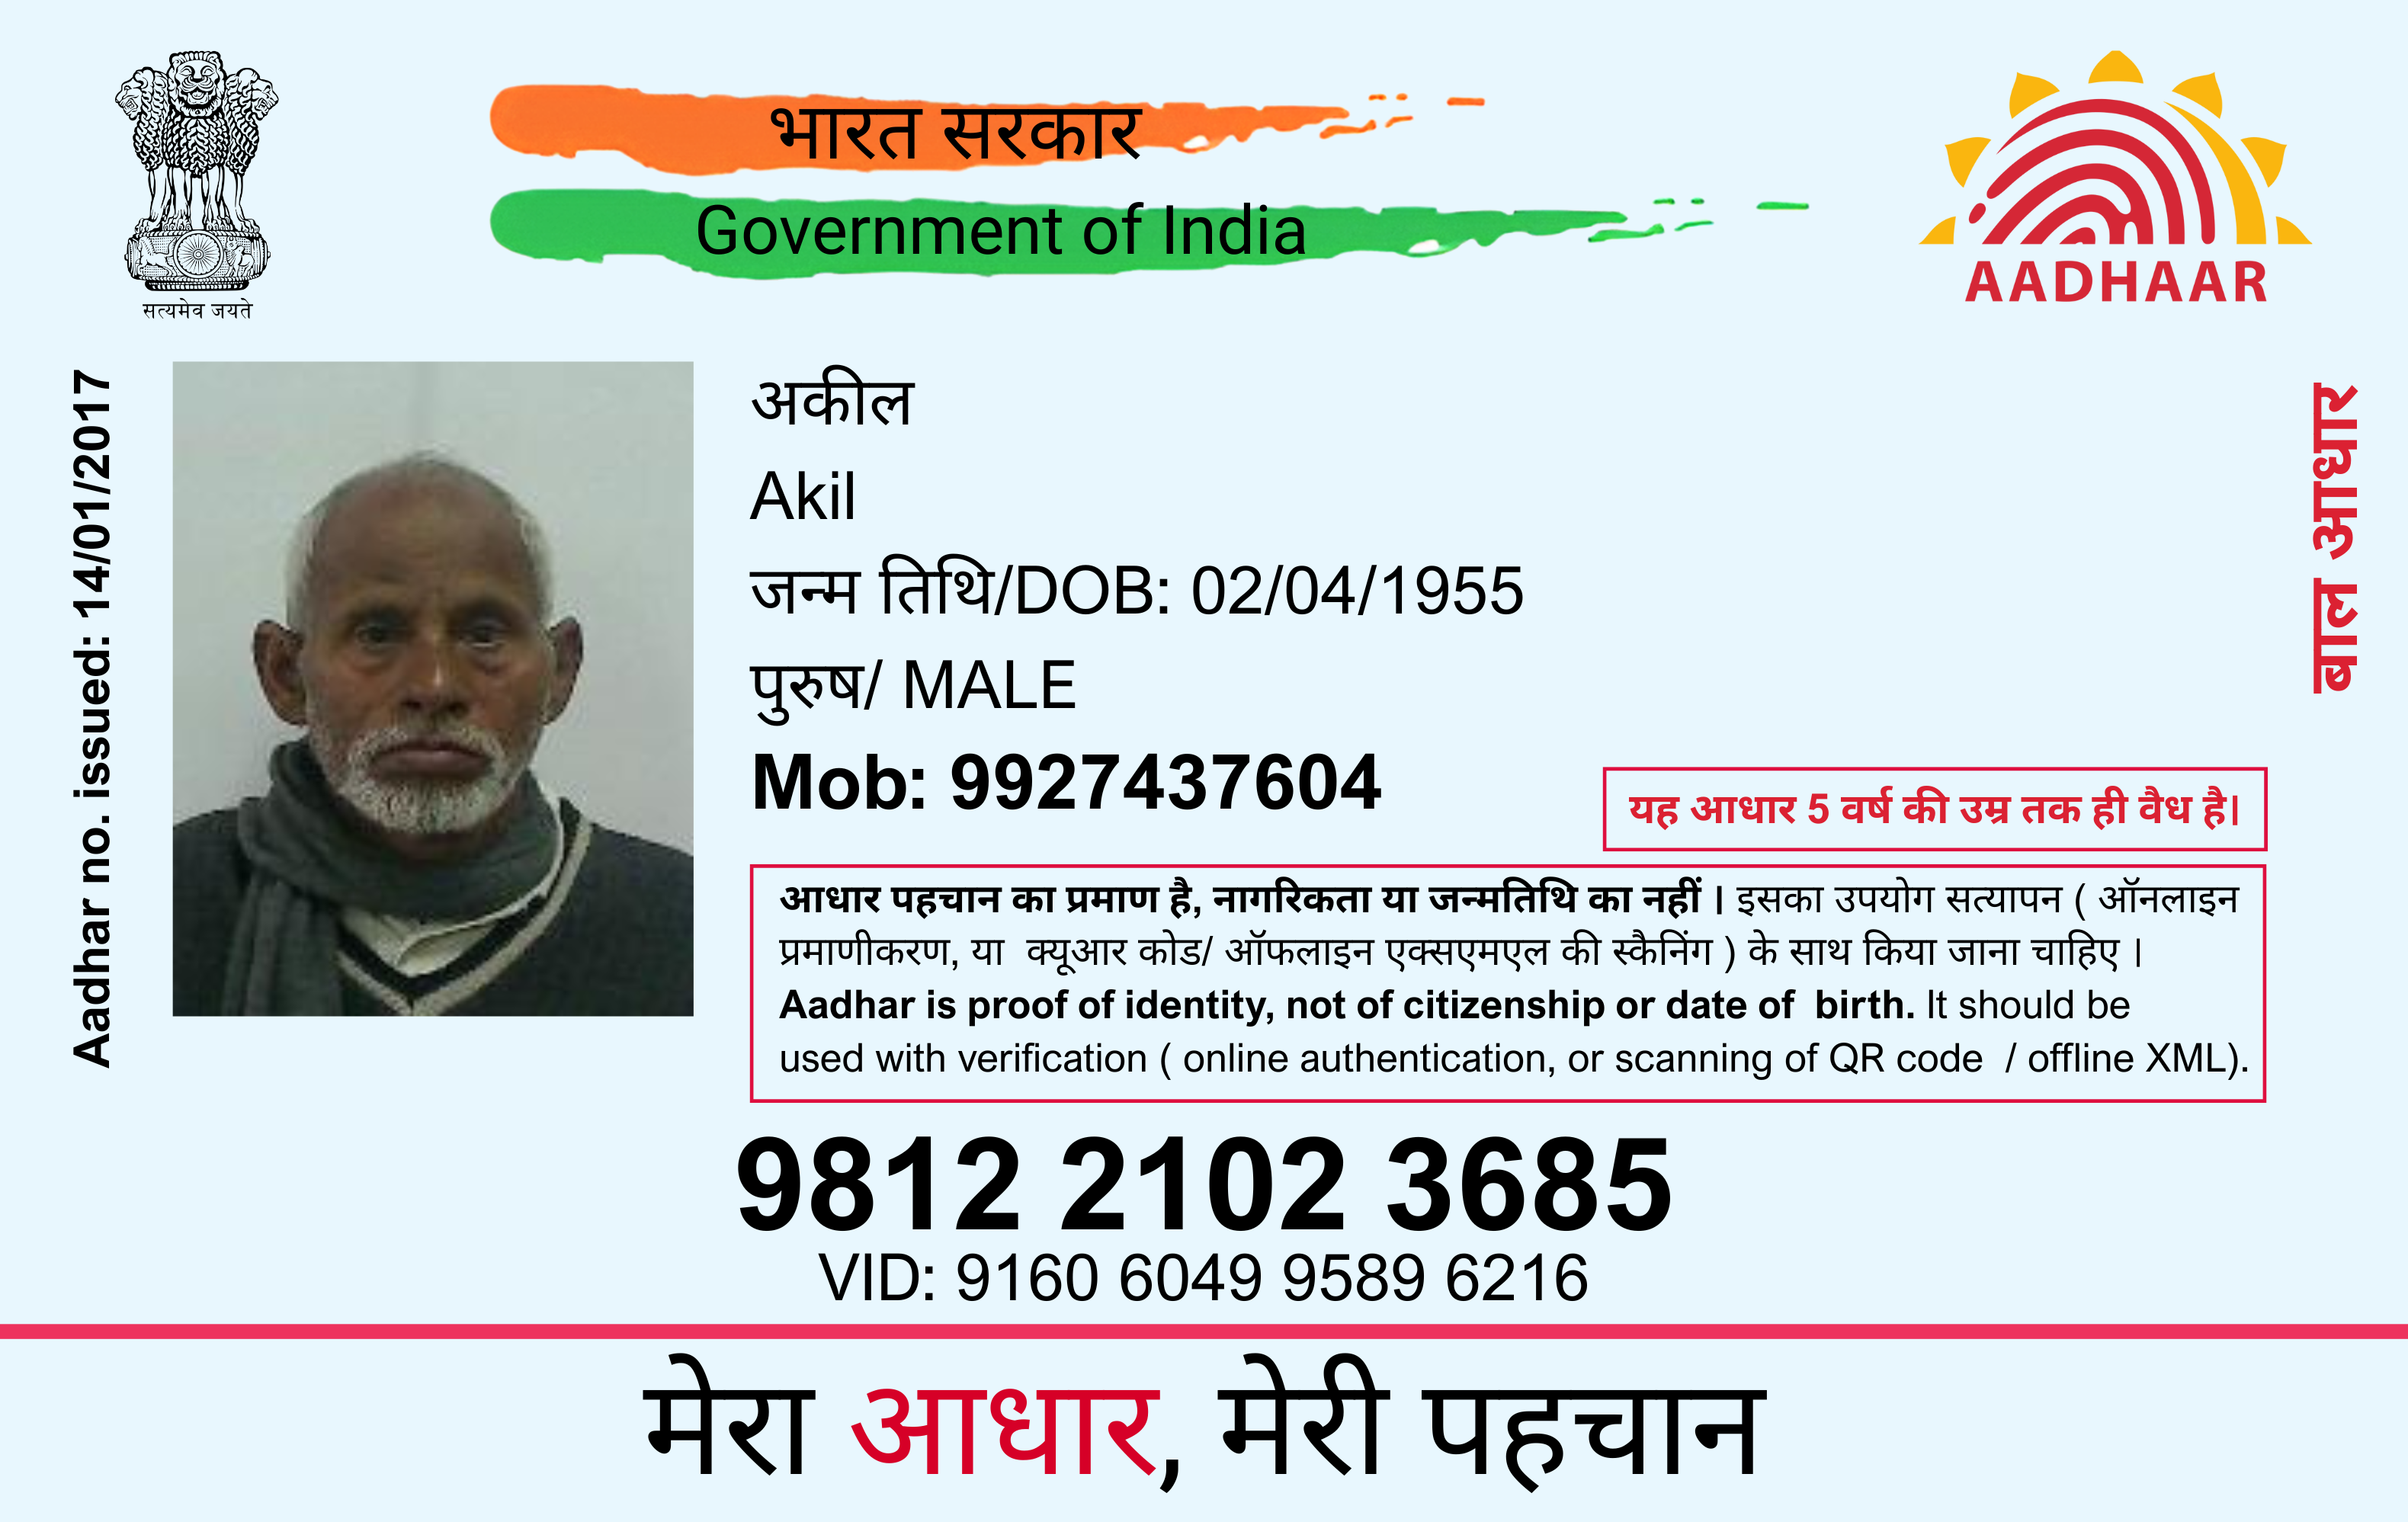 सत्यमेव जयते
भारत सरकार
Government of India
AADHAAR
Aadhar no. issued: 14/01/2017
अकील
Akil
जन्म तिथि/DOB: 02/04/1955
पुरुष/ MALE
Mob: 9927437604
बाल आधार
यह आधार 5 वर्ष की उम्र तक ही वैध है।
आधार पहचान का प्रमाण है, नागरिकता या जन्मतिथि का नहीं । इसका उपयोग सत्यापन ( ऑनलाइन
प्रमाणीकरण, या क्यूआर कोड/ ऑफलाइन एक्सएमएल की स्कैनिंग ) के साथ किया जाना चाहिए ।
Aadhar is proof of identity, not of citizenship or date of birth. It should be
used with verification ( online authentication, or scanning of QR code / offline XML).
9812 2102 3685
VID: 9160 6049 9589 6216
मेरा आधार, मेरी पहचान